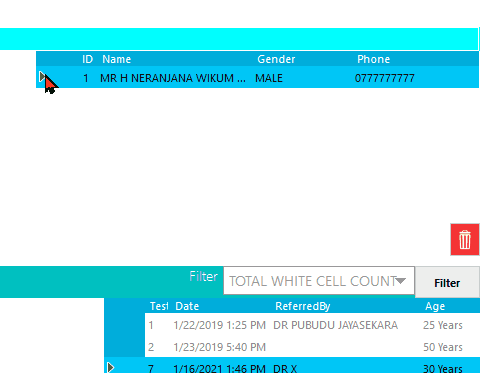 ID Name Gender Phone
1 MR H NERANJANA WIKUM ... MALE 0777777777
Filter TOTAL WHITE CELL COUNT Filter
Test Date ReferredBy Age
1 1/22/2019 1:25 PM DR PUBUDU JAYASEKARA 25 Years
2 1/23/2019 5:40 PM 50 Years
7 1/16/2021 1:46 PM DR X 30 Years